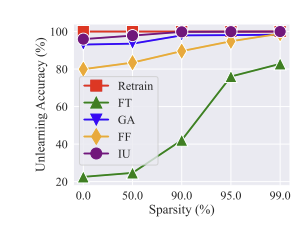 100
80
60
40
20
Unlearning Accuracy (%)
Retrain
FT
GA
FF
IU
0.0 50.0 90.0 95.0 99.0
Sparsity (%)